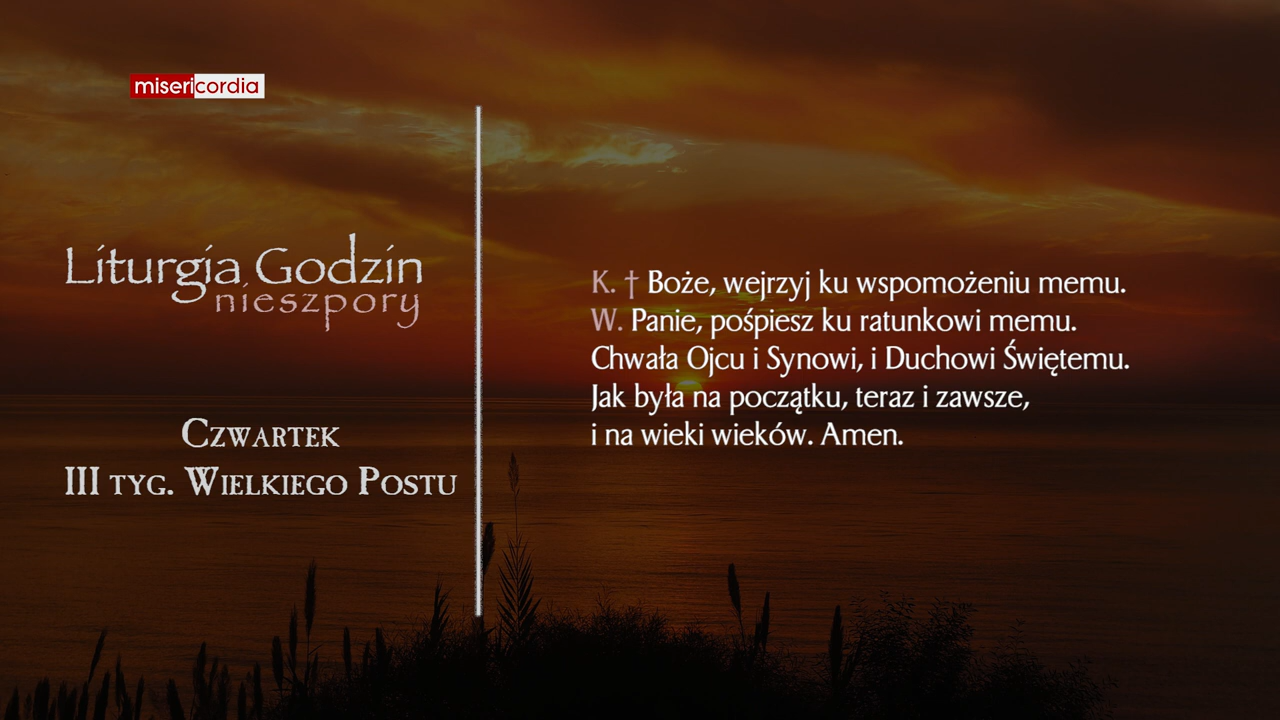 misericordia
Liturgia Godzin
nieszpory
Czwartek
III tyg. Wielkiego Postu
K. † Boże, wejrzyj ku wspomożeniu memu.
W. Panie, pośpiesz ku ratunkowi memu.
Chwała Ojcu i Synowi, i Duchowi Świętemu.
Jak była na początku, teraz i zawsze,
i na wieki wieków. Amen.